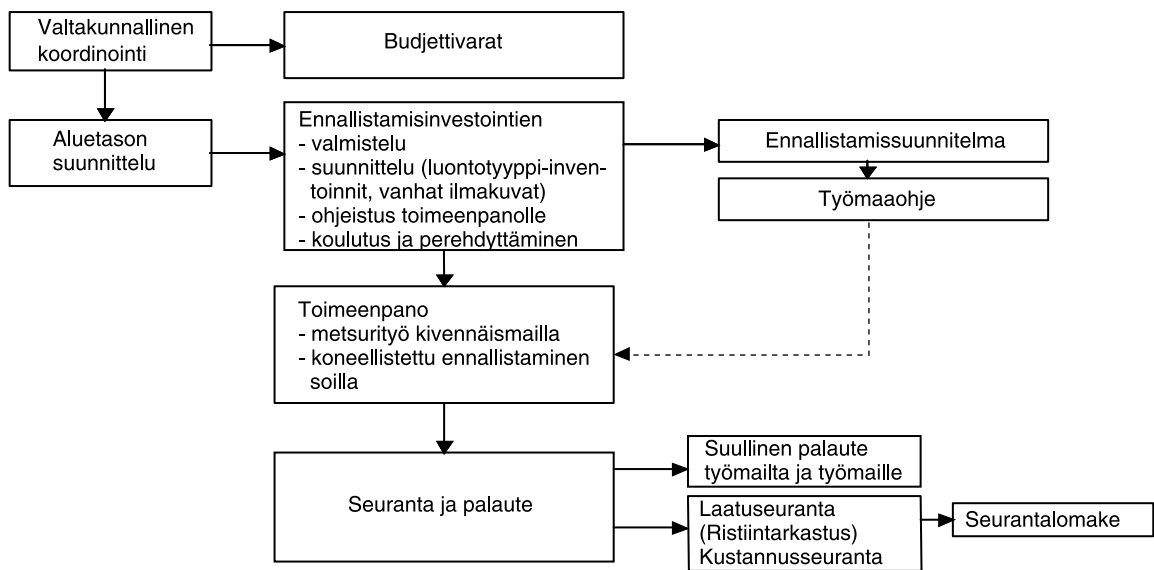 Valtakunnallinen
koordinointi
Budjettivarat
Aluetason
suunnittelu
Ennallistamisinvestointien
- valmistelu
- suunnittelu (luontotyyppi-inven-
toinnit, vanhat ilmakuvat)
- ohjeistus toimeenpanolle
- koulutus ja perehdyttäminen
Ennallistamissuunnitelma
Työmaaohje
Toimeenpano
- metsurityö kivennäismailla
- koneellistettu ennallistaminen
soilla
Seuranta ja palaute
Suullinen palaute
työmailta ja työmaille
Laatuseuranta
(Ristiintarkastus)
Kustannusseuranta
Seurantalomake